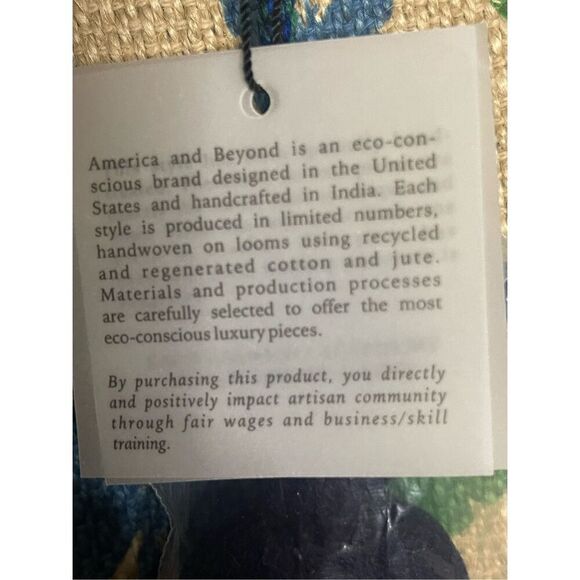 America and Beyond is an eco-con-
scious brand designed in the United
States and handcrafted in India. Each
style is produced in limited numbers,
handwoven on looms using recycled
and regenerated cotton and jute.
Materials and production processes
are carefully selected to offer the most
eco-conscious luxury pieces.
By purchasing this product, you directly
and positively impact artisan community
through fair wages and business/skill
training.